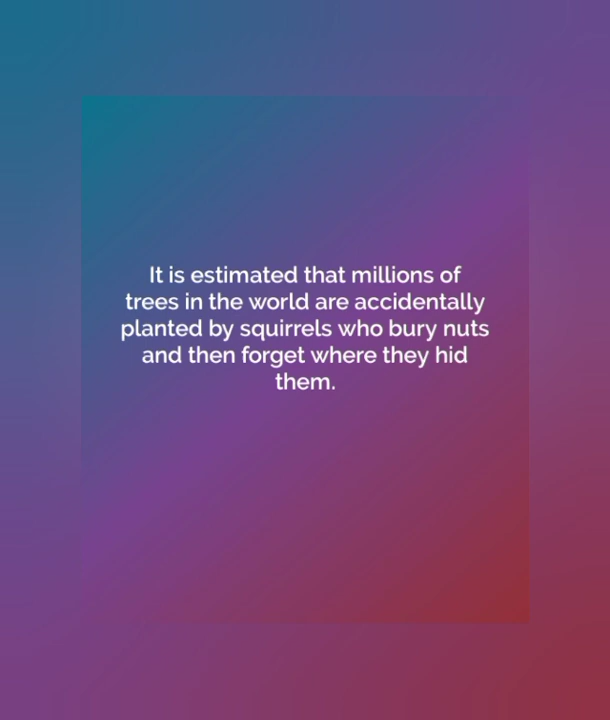 It is estimated that millions of
trees in the world are accidentally
planted by squirrels who bury nuts
and then forget where they hid
them.